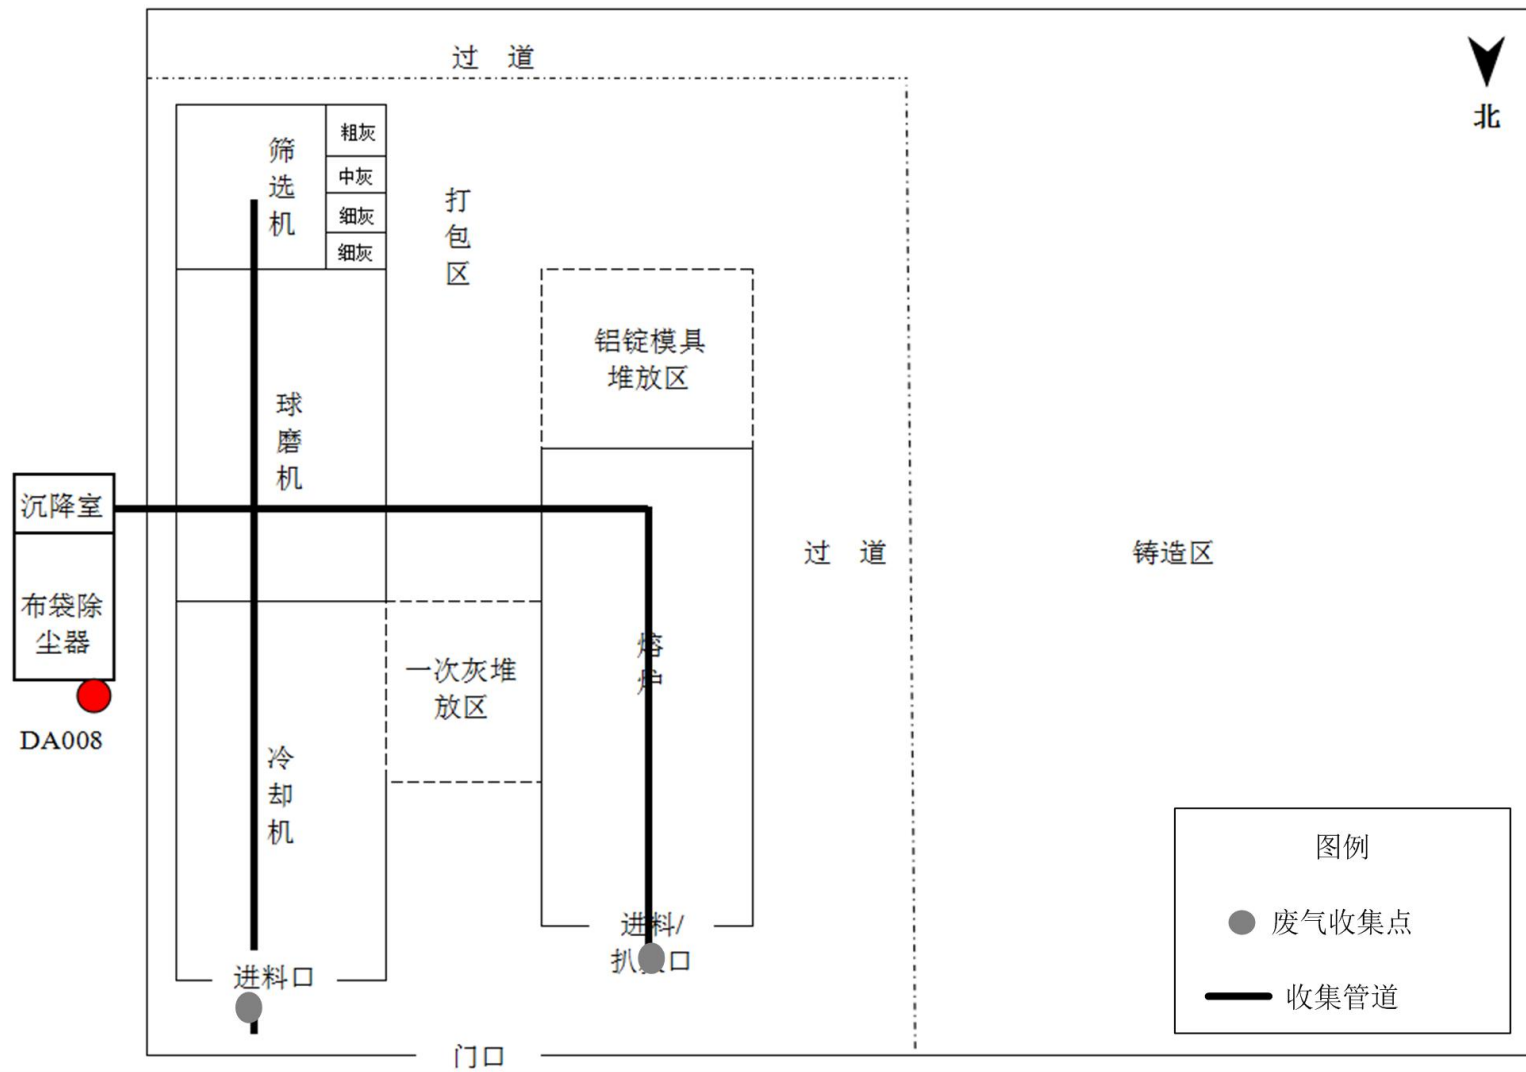 过 道
北
筛选机
粗灰
中灰
细灰
细灰
打包区
铝锭模具
堆放区
球磨机
沉降室
布袋除
尘器
DA008
过 道
铸造区
熔炉
一次灰堆
放区
冷却机
进料/
扒 口
进料口
门口
图例
废气收集点
收集管道